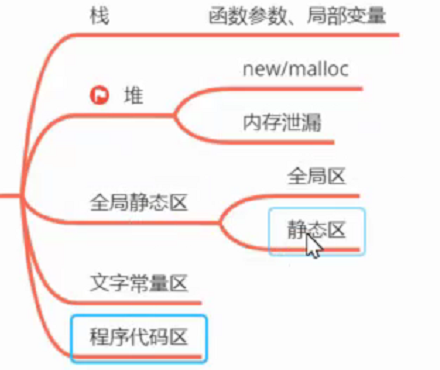 栈
函数参数、局部变量
堆
new/malloc
内存泄漏
全局静态区
全局区
静态区
文字常量区
程序代码区